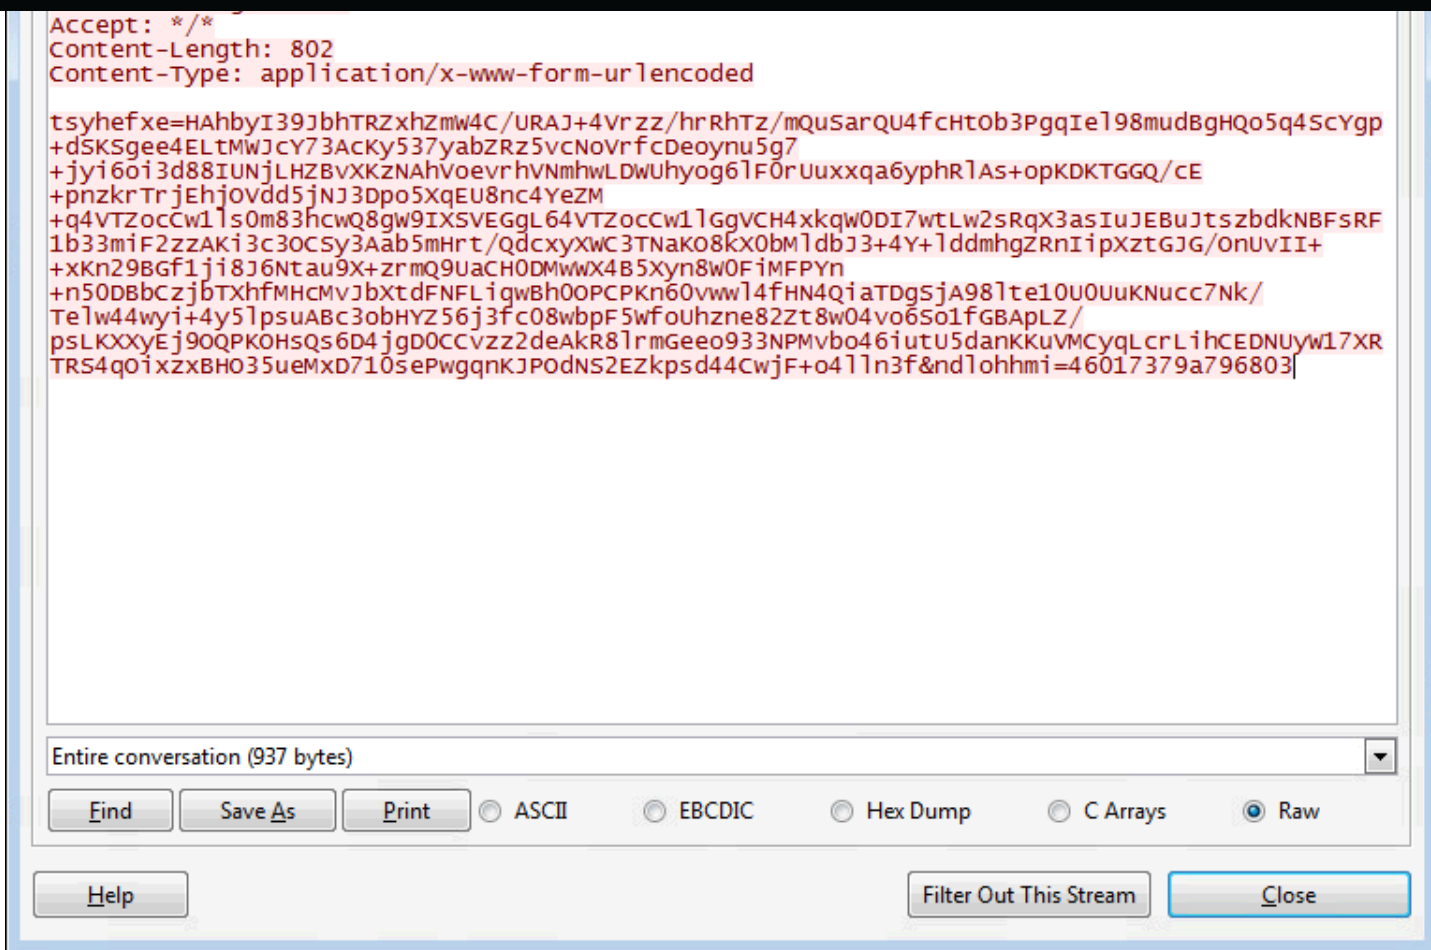 Accept: */*
Content-Length: 802
Content-Type: application/x-www-form-urlencoded
tsyhefxe=HAhbyI39JbhTRZxhZmW4C/URAJ+4Vrzz/hrRhTz/mQuSarQU4fcHtOb3PgqIel98mudBgHQo5q4ScYgp
+dSKSgee4ELtMWJcY73AcKy537yabZRz5vcNoVrfcDeoynu5g7
+jyi6oi3d88IUNjLHZBvXKzNAhVoevrhVNmhwLDWUhyog6lF0rUuxxqa6yphRlAs+opKDKTGGQ/cE
+pnzkrTrjEhjOVdd5jNJ3Dpo5XqEU8nc4YeZM
+q4VTZocCw1ls0m83hcwQ8gW9IXSVEGgL64VTZocCw1lGgVCH4xkqW0DI7wtLw2sRqX3asIuJEBuJtszbdkNBFsRF
1b33miF2zzAKi3c3OCSy3Aab5mHrt/QdcxyXWC3TNaKO8kX0bMldbJ3+4Y+lddmhgZRnIipXztGJG/OnUvII+
+xKn29BGf1ji8J6Ntau9X+zrmQ9UaCH0DMwwX4B5Xyn8W0FiMFPYn
+n50DBbCzjbTXhfMHcMvJbXtdFNFLigwBh0OPCPKn60vwwl4fHN4QiaTDgSjA98lte10U0UuKNucc7Nk/
Telw44wyi+4y5lpsuABc3obHYZ56j3fc08wbpF5WfoUhzne82Zt8w04vo6So1fGBApLZ/
psLKXXyEj9OQPKOHsQs6D4jgD0CCvzz2deAkR8lrmGeeo933NPMvbo46iutU5danKKuVMCyqLcrLihCEDNUyW17XR
TRS4qOixzxBHO35ueMxD710sePwgqnKJPOdNS2EZkpsd44CwjF+o4lln3f&ndlohhmi=46017379a796803
Entire conversation (937 bytes)
Find Save As Print ASCII EBCDIC Hex Dump C Arrays Raw
Help Filter Out This Stream Close